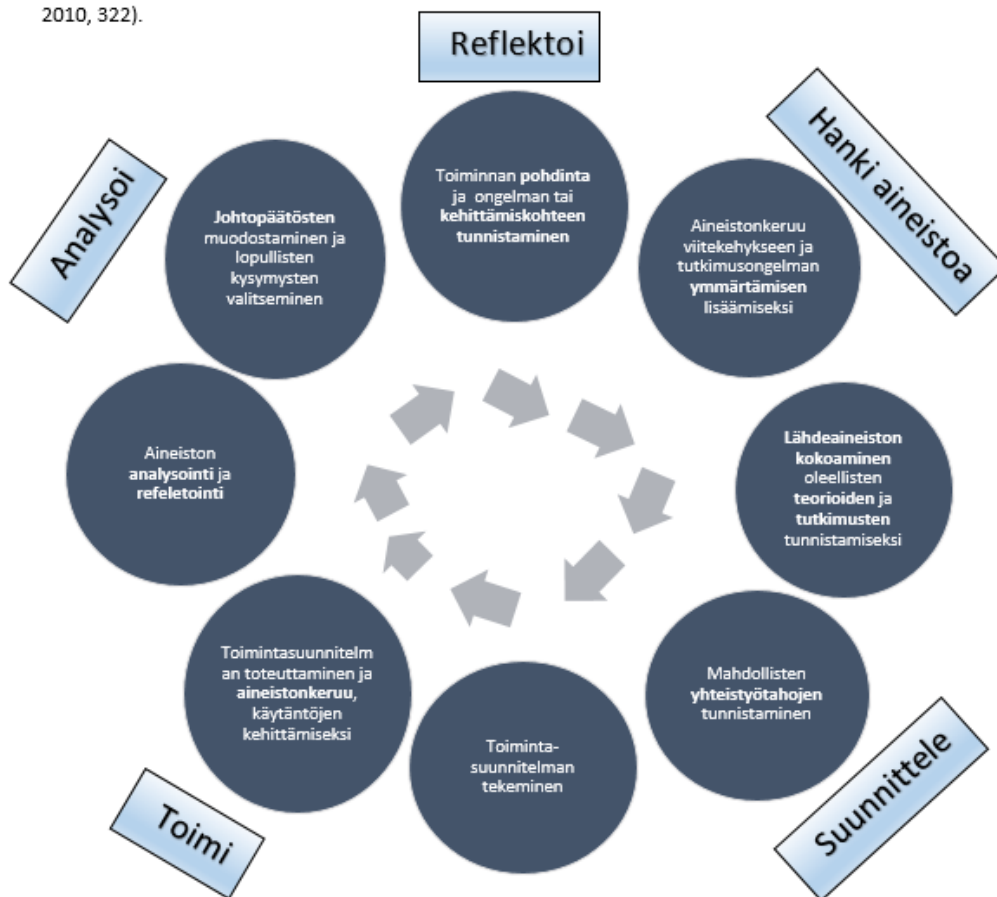 2010, 322).
Reflektoi
Toiminnan pohdinta
ja ongelman tai
kehittämiskohteen
tunnistaminen
Hanki aineistoa
Aineistonkeruu
viitekehykseen ja
tutkimusongelman
ymmärtämisen
lisäämiseksi
Lähdeaineiston
kokoaminen
oleellisten
teorioiden ja
tutkimusten
tunnistamiseksi
Suunnittele
Mahdollisten
yhteistyötahojen
tunnistaminen
Toiminta-
suunnitelman
tekeminen
Toimi
Toimintasuunnitelm
an toteuttaminen ja
aineistonkeruu,
käytäntöjen
kehittämiseksi
Aineiston
analysointi ja
refeletointi
Analysoi
Johtopäätösten
muodostaminen ja
lopullisten
kysymysten
valitseminen